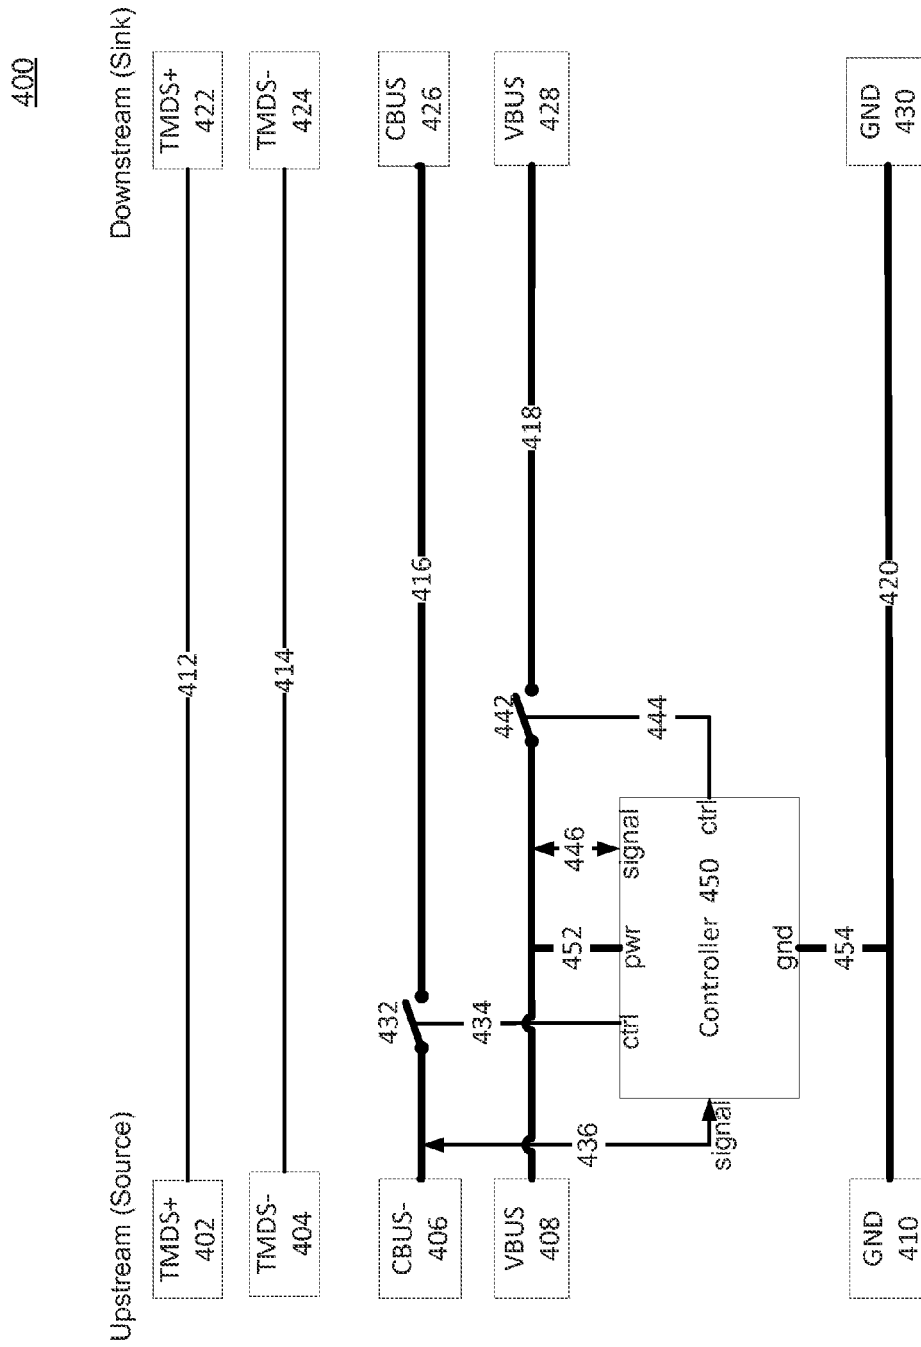 400
Upstream (Source)
Downstream (Sink)
TMDS+
402
412
TMDS+
422
TMDS-
404
414
TMDS-
424
CBUS-
406
432
416
CBUS
426
434
VBUS
408
442
418
VBUS
428
436
452
446
444
signal
ctrl
pwr
signal
Controller 450
ctrl
gnd
454
GND
410
420
GND
430